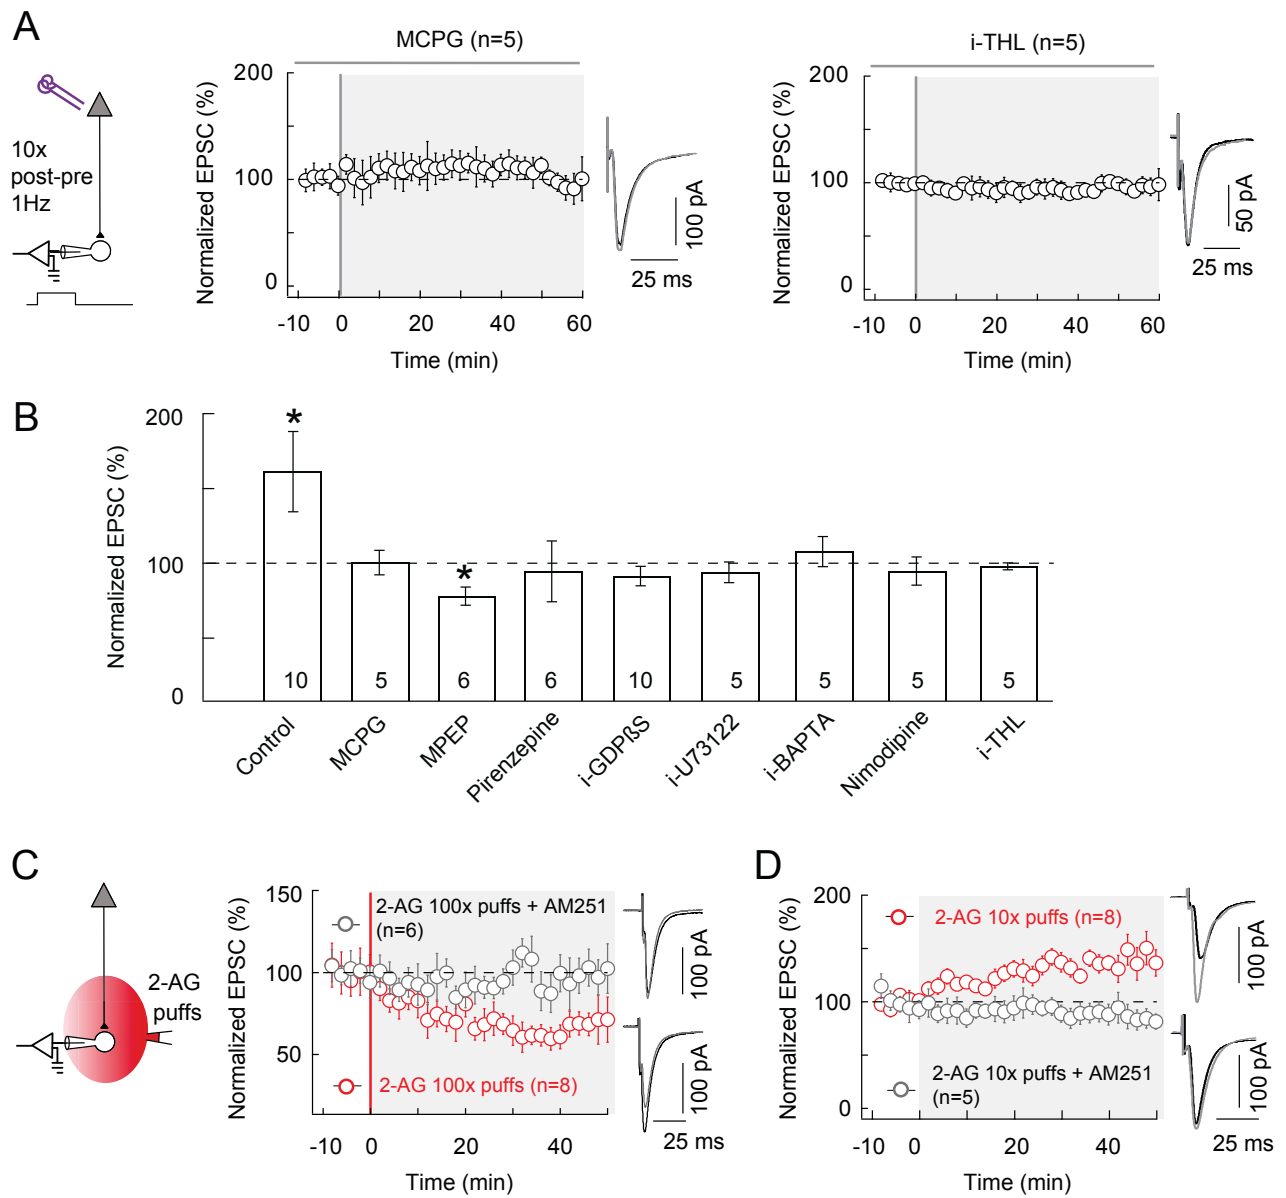 A
10x
post-pre
1Hz
MCPG (n=5)
Normalized EPSC (%)
200
100
0
-10 0 20 40 60
Time (min)
100 pA
25 ms
i-THL (n=5)
Normalized EPSC (%)
200
100
0
-10 0 20 40 60
Time (min)
50 pA
25 ms
B
Normalized EPSC (%)
200
100
0
*
*
10 5 6 6 10 5 5 5 5
Control MCPG MPEP Pirenzepine i-GDPßS i-U73122 i-BAPTA Nimodipine i-THL
C
2-AG
puffs
Normalized EPSC (%)
150
100
50
2-AG 100x puffs + AM251
(n=6)
2-AG 100x puffs (n=8)
-10 0 20 40
Time (min)
100 pA
100 pA
25 ms
D
Normalized EPSC (%)
200
100
0
2-AG 10x puffs (n=8)
2-AG 10x puffs + AM251
(n=5)
-10 0 20 40
Time (min)
100 pA
100 pA
25 ms